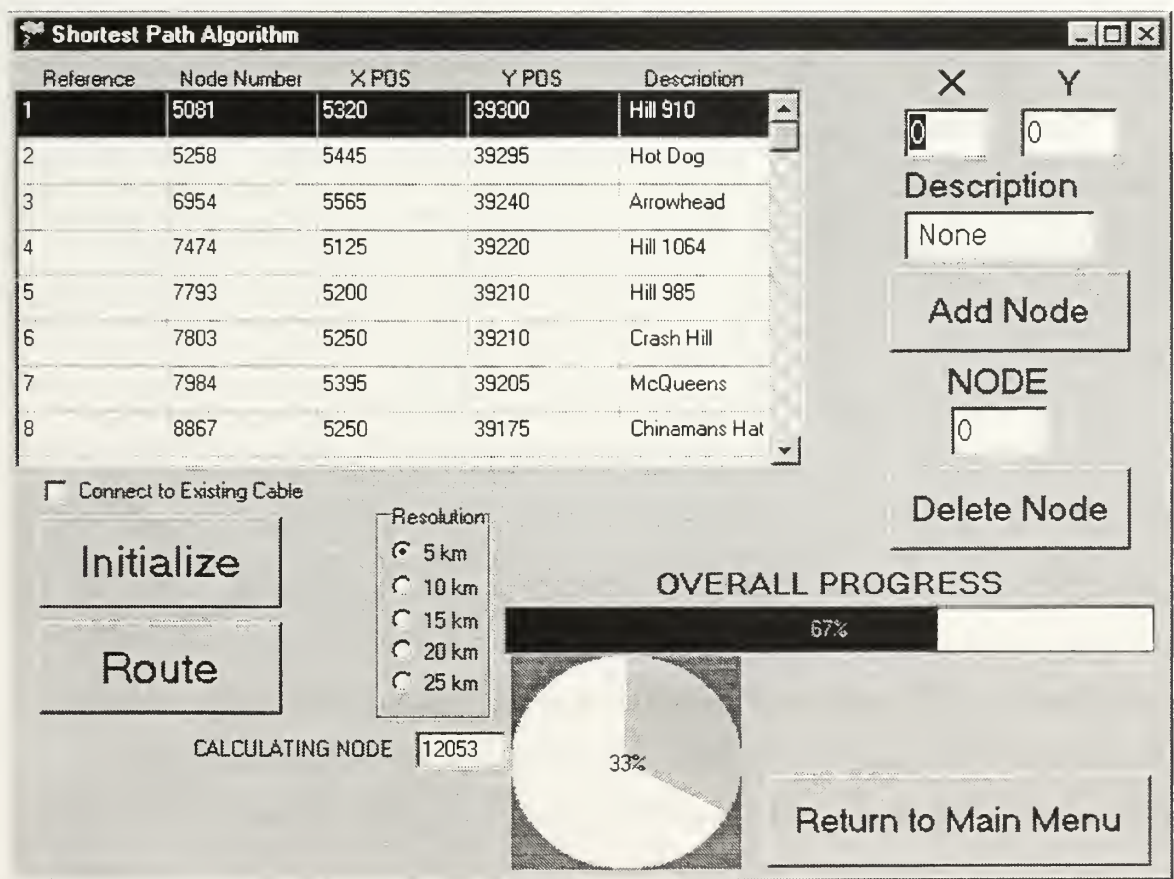 Shortest Path Algorithm
Reference Node Number X POS Y POS Description
1 5081 5320 39300 Hill 910
2 5258 5445 39295 Hot Dog
3 6954 5565 39240 Arrowhead
4 7474 5125 39220 Hill 1064
5 7793 5200 39210 Hill 985
6 7803 5250 39210 Crash Hill
7 7984 5395 39205 McQueens
8 8867 5250 39175 Chinamans Hat
X Y
0 0
Description
None
Add Node
NODE
0
Delete Node
Connect to Existing Cable
Initialize
Route
Resolution
5 km
10 km
15 km
20 km
25 km
CALCULATING NODE 12053
OVERALL PROGRESS
67%
33%
Return to Main Menu